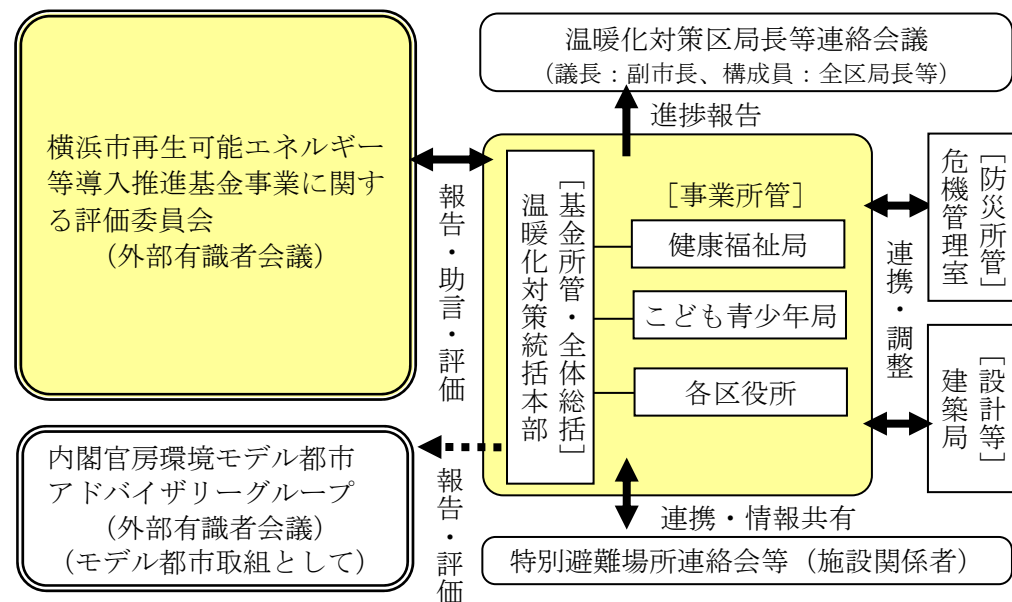 温暖化対策区局長等連絡会議
（議長：副市長、構成員：全区局長等）
進捗報告
横浜市再生可能エネルギー
等導入推進基金事業に関す
る評価委員会
（外部有識者会議）
報告・助言・評価
［基金所管・全体総括］
温暖化対策統括本部
［事業所管］
健康福祉局
こども青少年局
各区役所
連携・調整
［防災所管］
危機管理室
［設計等］
建築局
内閣官房環境モデル都市
アドバイザリーグループ
（外部有識者会議）
（モデル都市取組として）
報告・評価
連携・情報共有
特別避難場所連絡会等（施設関係者）